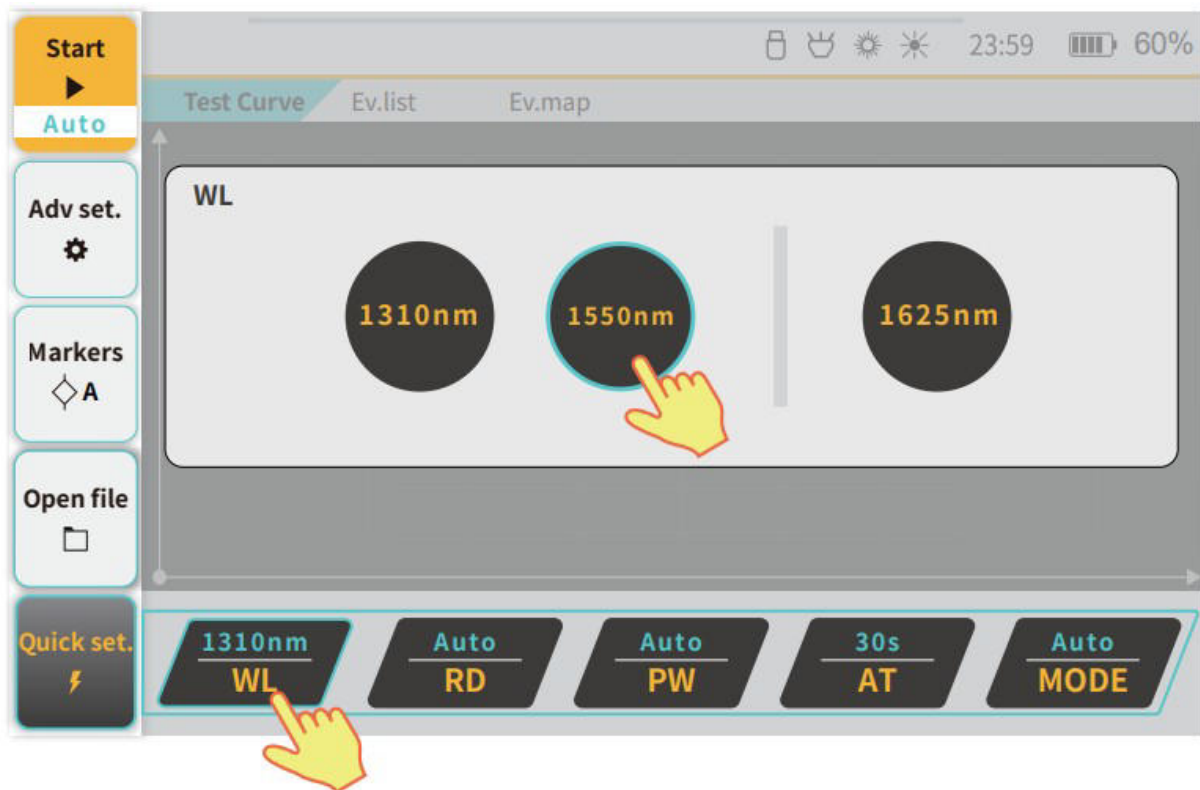 Start
Auto
23:59 60%
Test Curve Ev.list Ev.map
Adv set.
WL
1310nm 1550nm 1625nm
Markers
A
Open file
Quick set.
1310nm Auto Auto 30s Auto
WL RD PW AT MODE